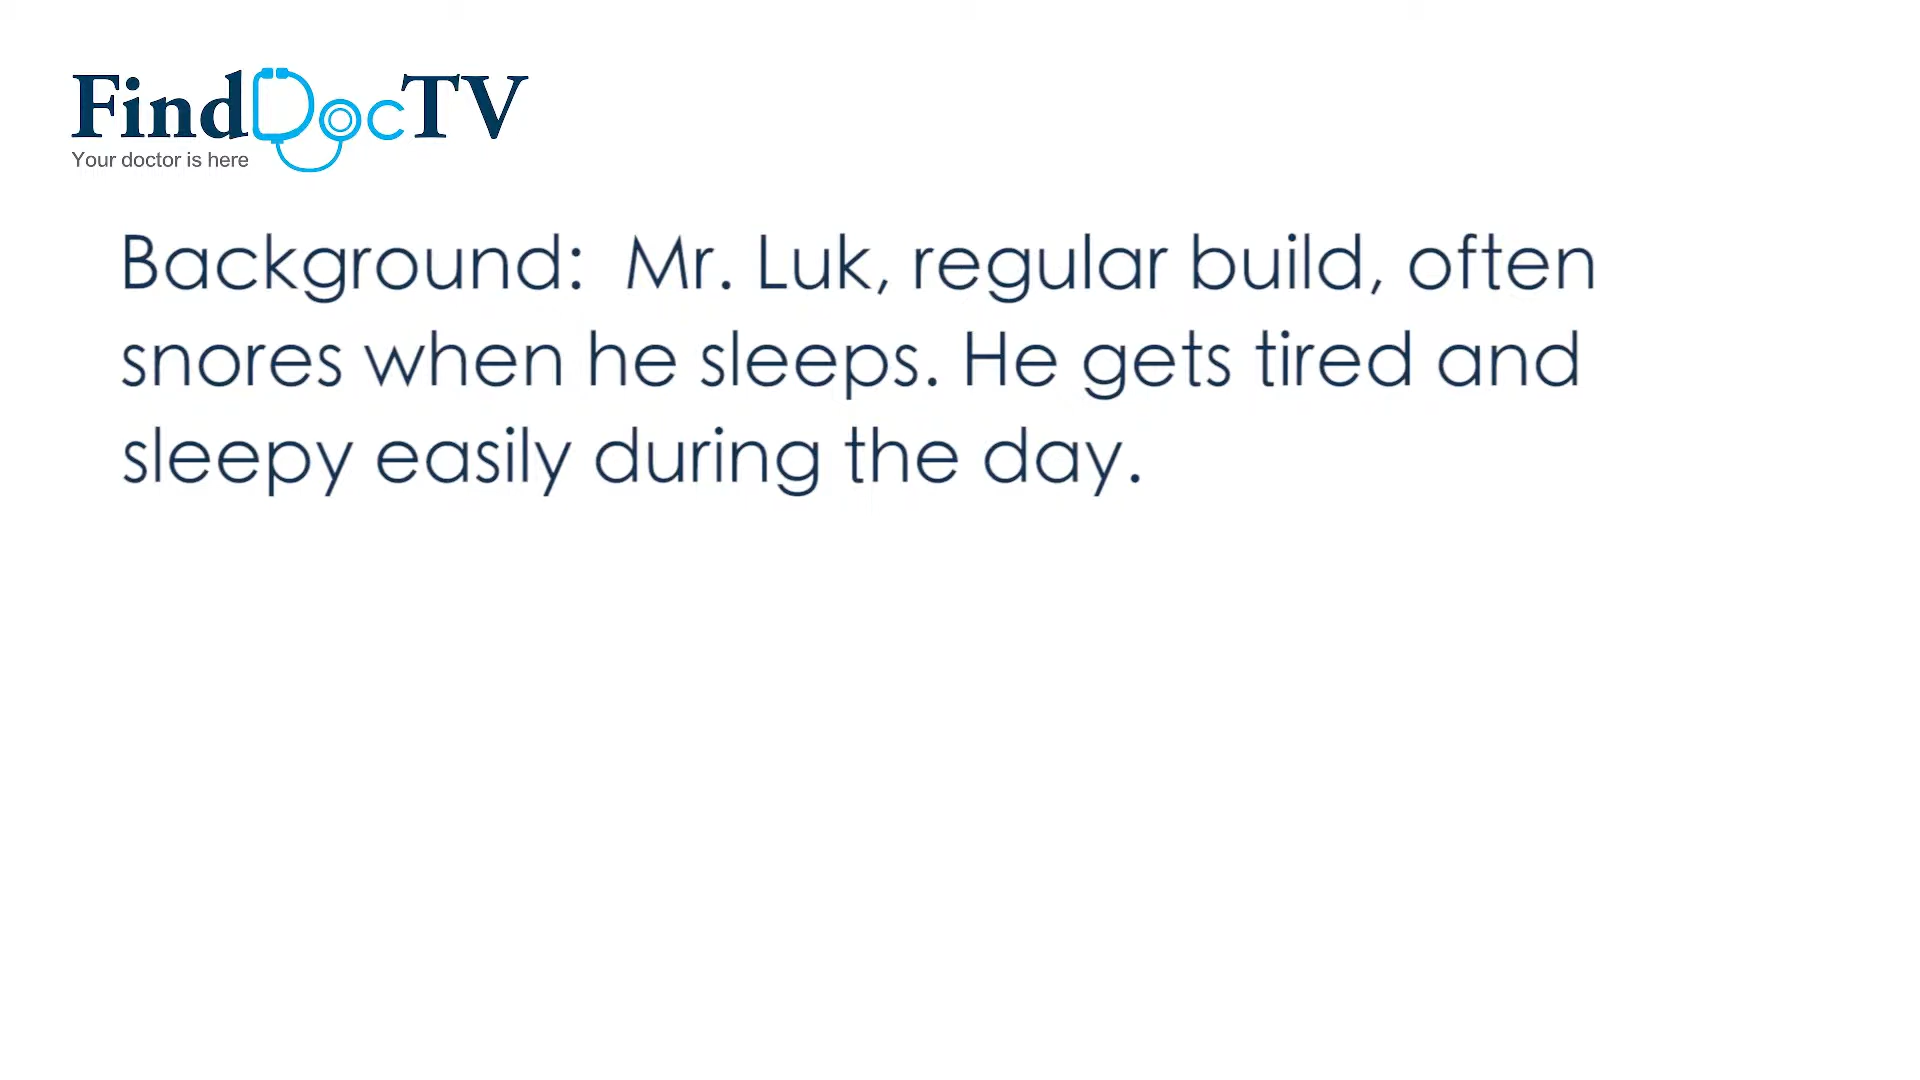 FindDocTV
Your doctor is here
Background:  Mr. Luk, regular build, often
snores when he sleeps. He gets tired and
sleepy easily during the day.